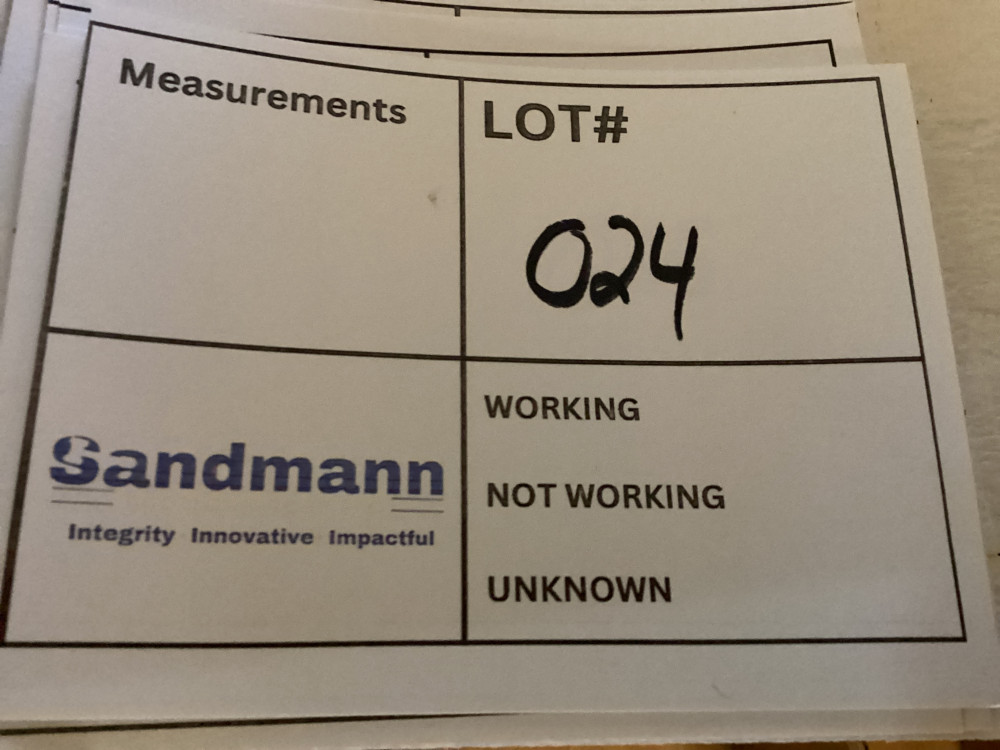 Measurements
LOT#
024
Sandmann
Integrity Innovative Impactful
WORKING
NOT WORKING
UNKNOWN